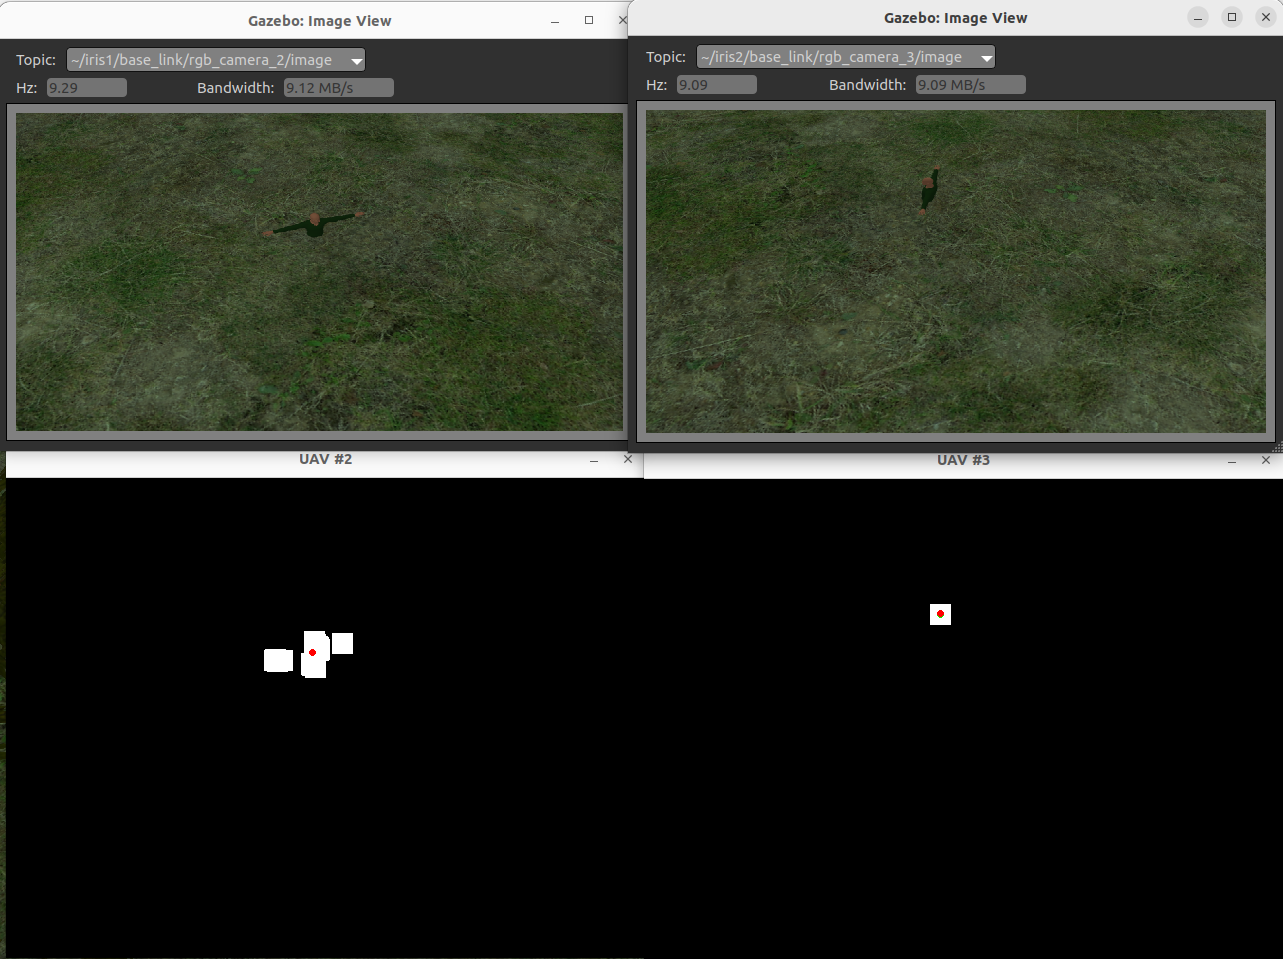 Gazebo: Image View
Topic: ~/iris1/base_link/rgb_camera_2/image
Hz: 9.29 Bandwidth: 9.12 MB/s
Gazebo: Image View
Topic: ~/iris2/base_link/rgb_camera_3/image
Hz: 9.09 Bandwidth: 9.09 MB/s
UAV #2
UAV #3